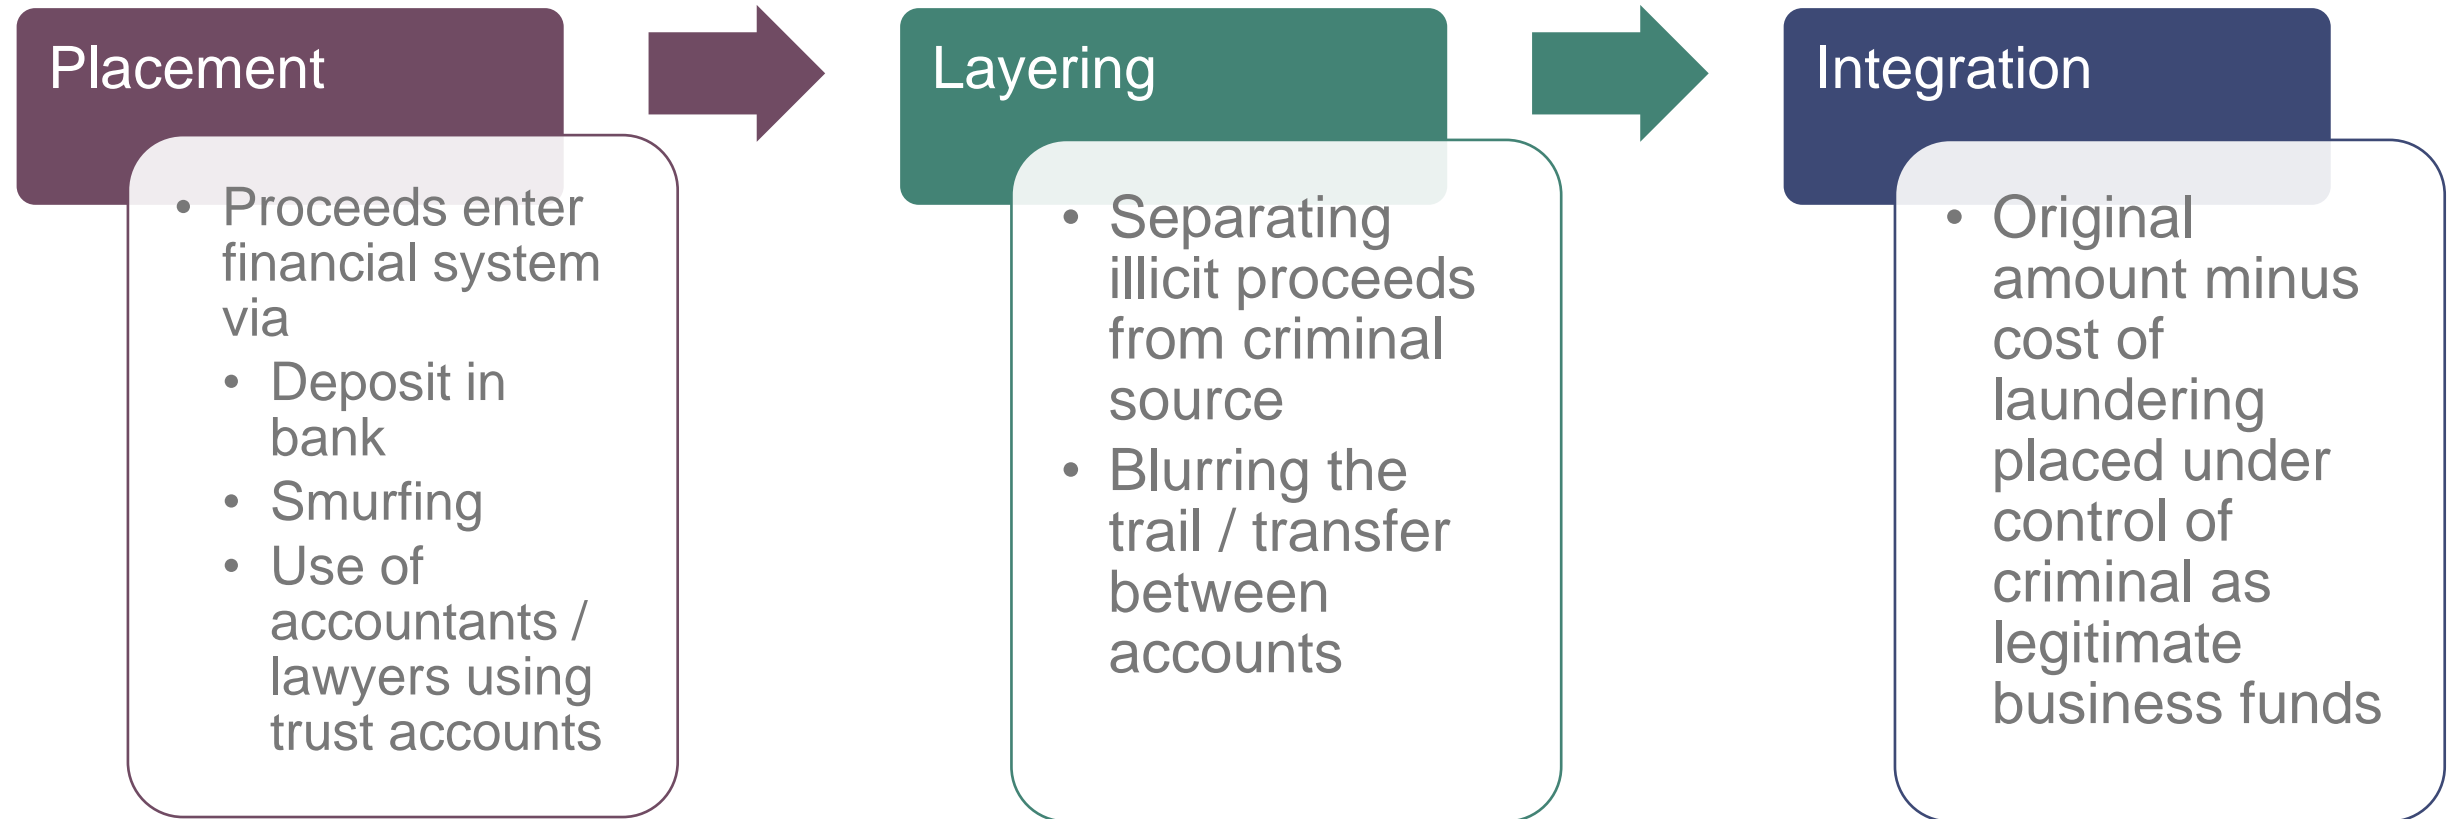 Placement
• Proceeds enter
financial system
via
• Deposit in
bank
• Smurfing
• Use of
accountants /
lawyers using
trust accounts
Layering
• Separating
illicit proceeds
from criminal
source
• Blurring the
trail / transfer
between
accounts
Integration
• Original
amount minus
cost of
laundering
placed under
control of
criminal as
legitimate
business funds